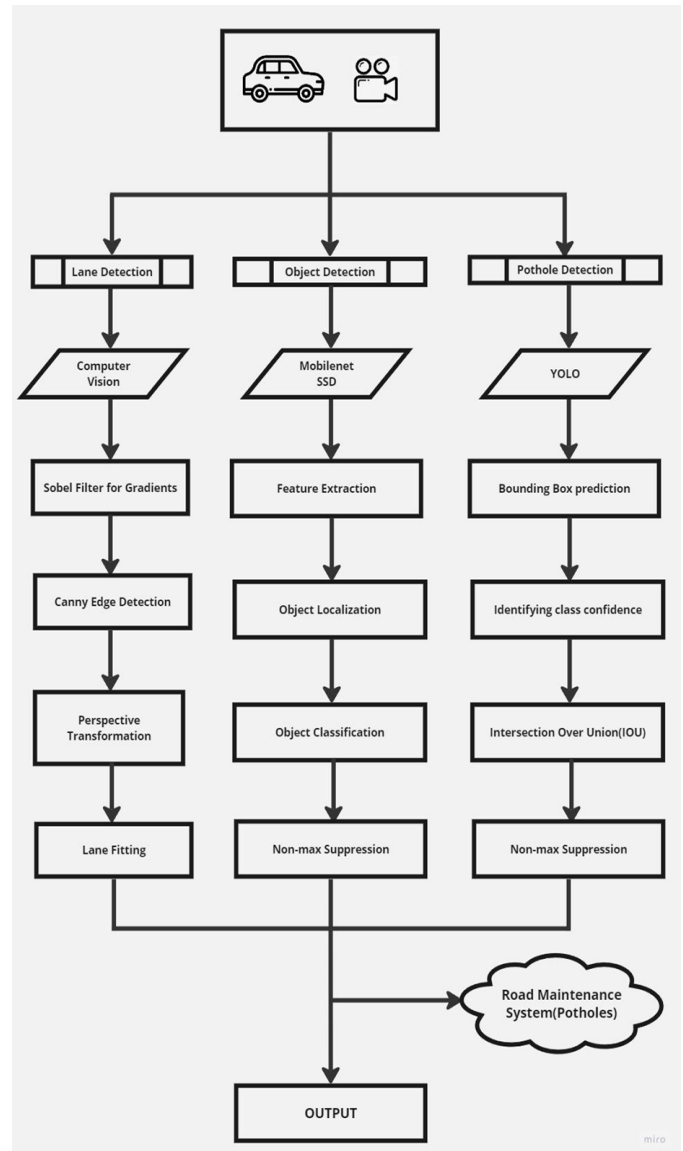 Lane Detection
Object Detection
Pothole Detection
Computer
Vision
Mobilenet
SSD
YOLO
Sobel Filter for Gradients
Feature Extraction
Bounding Box prediction
Canny Edge Detection
Object Localization
Identifying class confidence
Perspective
Transformation
Object Classification
Intersection Over Union(IOU)
Lane Fitting
Non-max Suppression
Non-max Suppression
Road Maintenance
System(Potholes)
OUTPUT
miro